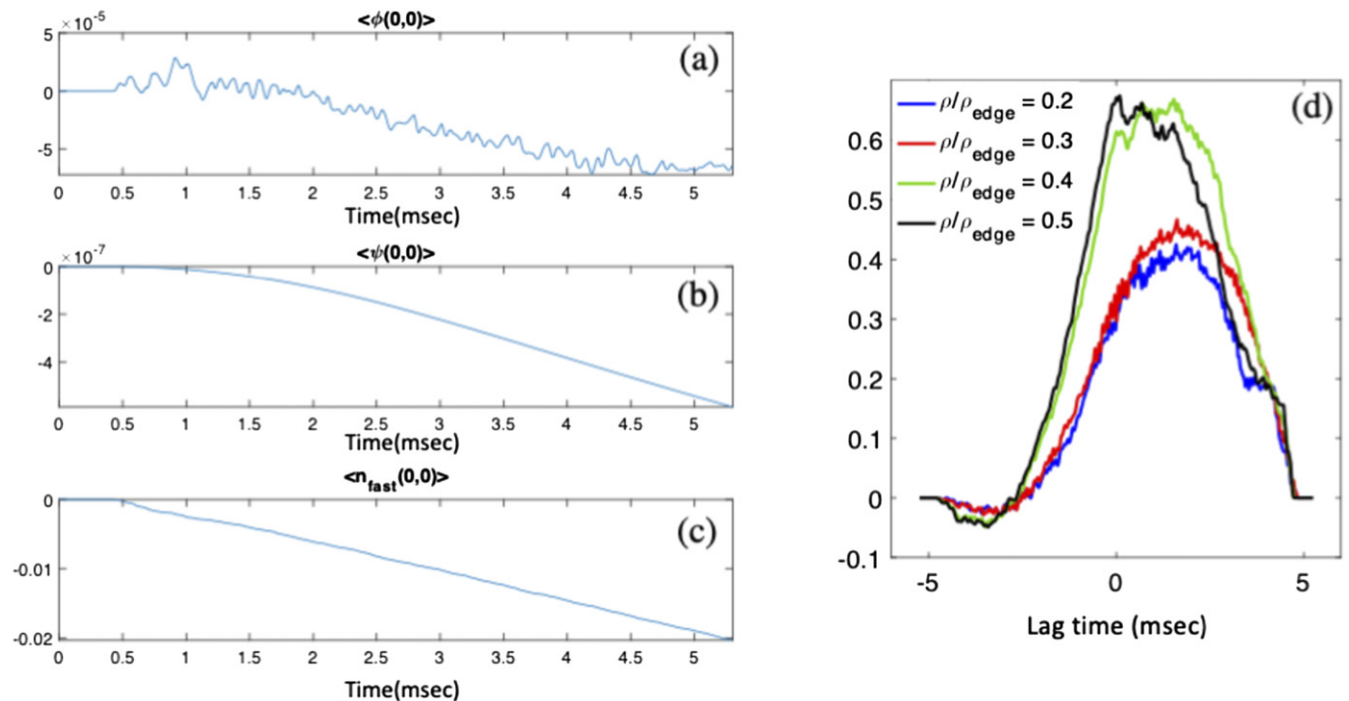 <ϕ(0,0)>
×10⁻⁵
(a)
5
0
-5
0 0.5 1 1.5 2 2.5 3 3.5 4 4.5 5
Time(msec)
<ψ(0,0)>
×10⁻⁷
(b)
0
-2
-4
0 0.5 1 1.5 2 2.5 3 3.5 4 4.5 5
Time(msec)
<n_fast(0,0)>
(c)
0
-0.01
-0.02
0 0.5 1 1.5 2 2.5 3 3.5 4 4.5 5
Time(msec)
(d)
ρ/ρ_edge = 0.2
ρ/ρ_edge = 0.3
ρ/ρ_edge = 0.4
ρ/ρ_edge = 0.5
0.6
0.5
0.4
0.3
0.2
0.1
0
-0.1
-5 0 5
Lag time (msec)